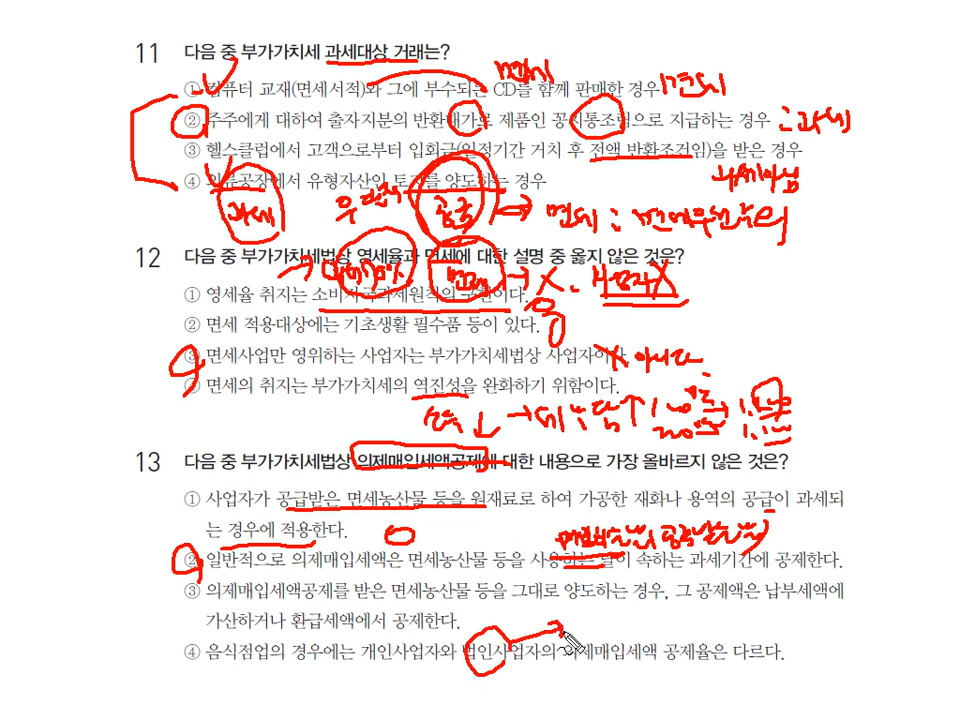 11 다음 중 부가가치세 과세대상 거래는?
면세
① 컴퓨터 교재(면세서적)와 그에 부수되는 CD를 함께 판매한 경우 면세
② 주주에게 대하여 출자지분의 반환대가로 제품인 꽁치통조림으로 지급하는 경우 :과세
③ 헬스클럽에서 고객으로부터 입회금(일정기간 거치 후 전액 반환조건임)을 받은 경우
과세아님
④ 의류공장에서 유형자산인 토지를 양도하는 경우
과세 공급 면세 :
12 다음 중 부가가치세법상 영세율과 면세에 대한 설명 중 옳지 않은 것은?
면세 X
① 영세율 취지는 소비지국과세원칙의 구현이다.
② 면세 적용대상에는 기초생활 필수품 등이 있다.
③ 면세사업만 영위하는 사업자는 부가가치세법상 사업자이다. X 아니다
④ 면세의 취지는 부가가치세의 역진성을 완화하기 위함이다.
소득↓ → 세부담↑
13 다음 중 부가가치세법상 의제매입세액공제에 대한 내용으로 가장 올바르지 않은 것은?
① 사업자가 공급받은 면세농산물 등을 원재료로 하여 가공한 재화나 용역의 공급이 과세되
는 경우에 적용한다.
② 일반적으로 의제매입세액은 면세농산물 등을 사용하는 날이 속하는 과세기간에 공제한다.
③ 의제매입세액공제를 받은 면세농산물 등을 그대로 양도하는 경우, 그 공제액은 납부세액에
가산하거나 환급세액에서 공제한다.
④ 음식점업의 경우에는 개인사업자와 법인사업자의 의제매입세액 공제율은 다르다.